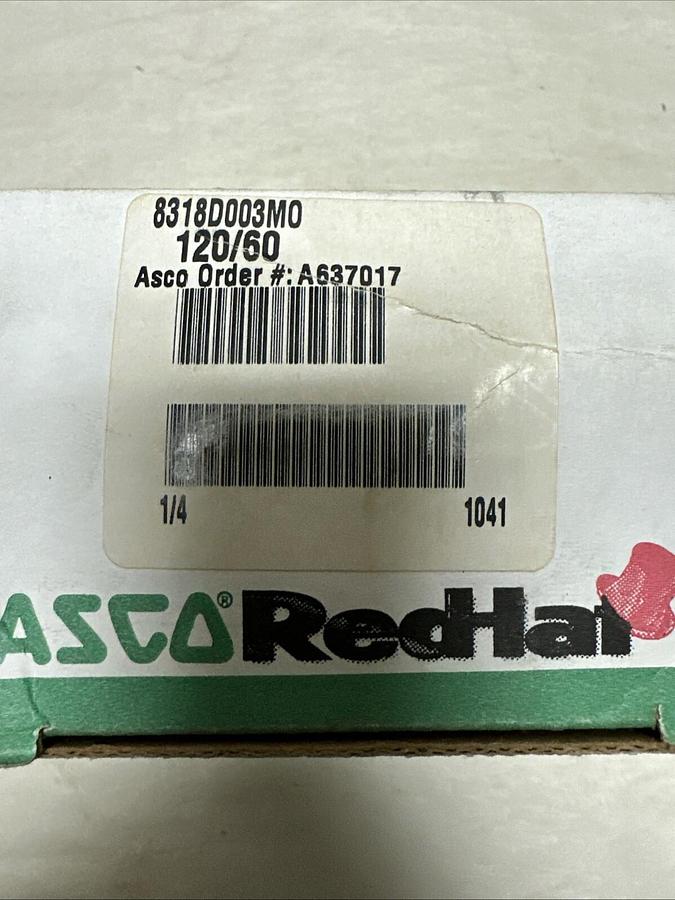 8318D003MO
120/60
Asco Order #: A637017
1/4 1041
ASCO® RedHat